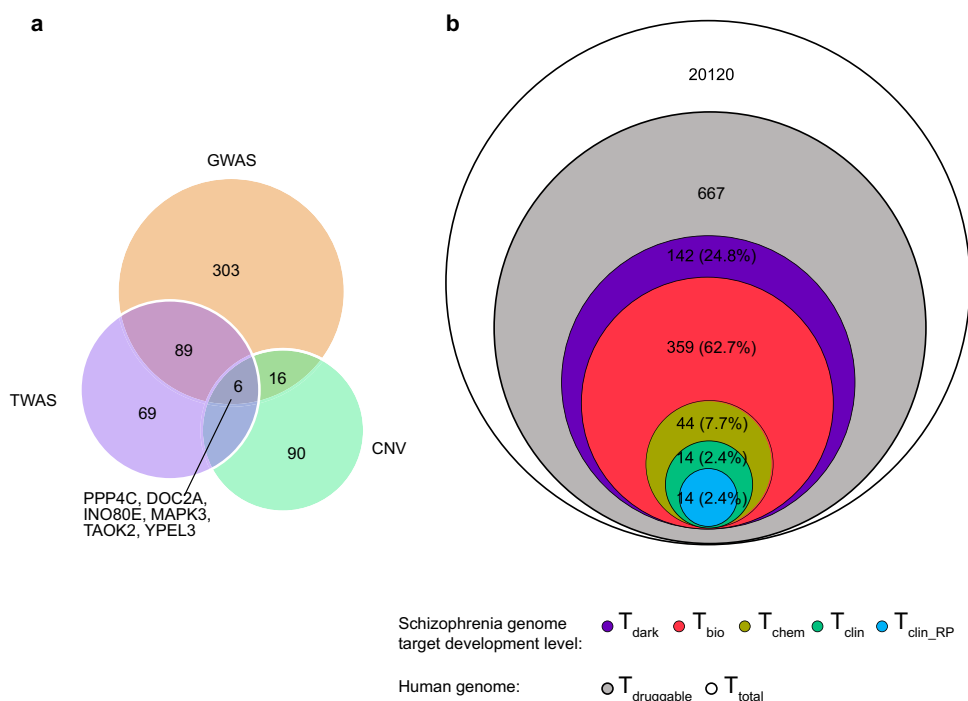 a
GWAS
303
89
6
16
TWAS
69
90
CNV
PPP4C, DOC2A,
INO80E, MAPK3,
TAOK2, YPEL3
b
20120
667
142 (24.8%)
359 (62.7%)
44 (7.7%)
14 (2.4%)
14 (2.4%)
Schizophrenia genome
target development level:
Tdark
Tbio
Tchem
Tclin
Tclin_RP
Human genome:
Tdruggable
Ttotal